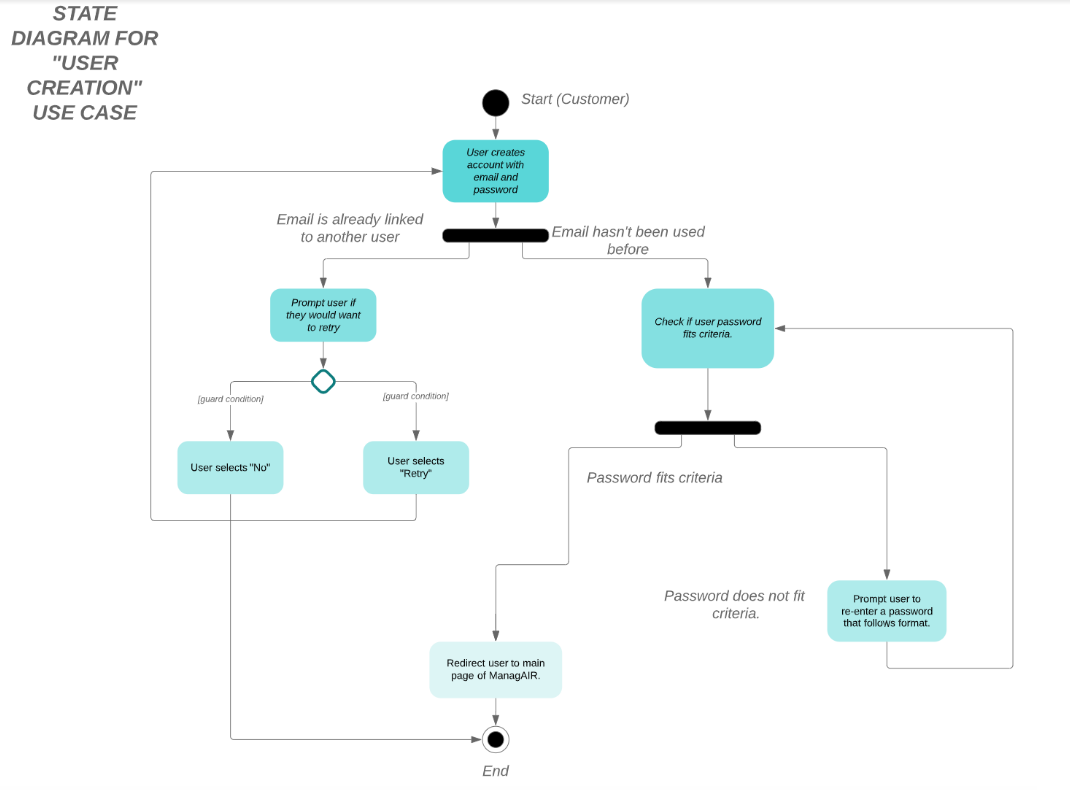 STATE
DIAGRAM FOR
"USER
CREATION"
USE CASE
Start (Customer)
User creates
account with
email and
password
Email is already linked
to another user
Email hasn't been used
before
Prompt user if
they would want
to retry
Check if user password
fits criteria.
[guard condition]
[guard condition]
User selects "No"
User selects
"Retry"
Password fits criteria
Password does not fit
criteria.
Prompt user to
re-enter a password
that follows format.
Redirect user to main
page of ManagAIR.
End